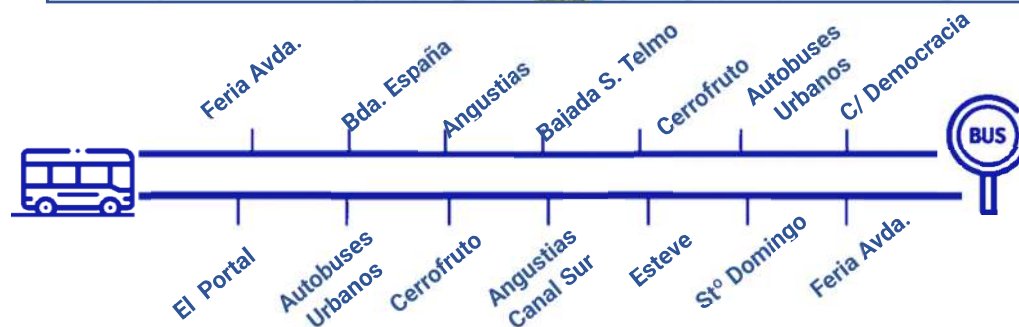 Feria Avda.
Bda. España
Angustias
Bajada S. Telmo
Cerrofruto
Autobuses
Urbanos
C/ Democracia
BUS
El Portal
Autobuses
Urbanos
Cerrofruto
Angustias
Canal Sur
Esteve
Stº Domingo
Feria Avda.